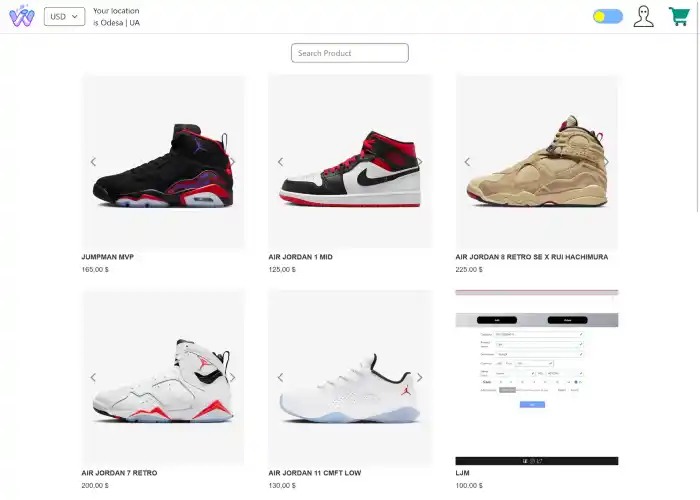 USD
Your location
is Odesa | UA
Search Product
JUMPMAN MVP
165,00 $
AIR JORDAN 1 MID
125,00 $
AIR JORDAN 8 RETRO SE X RUI HACHIMURA
225,00 $
AIR JORDAN 7 RETRO
200,00 $
AIR JORDAN 11 CMFT LOW
130,00 $
LJM
100,00 $